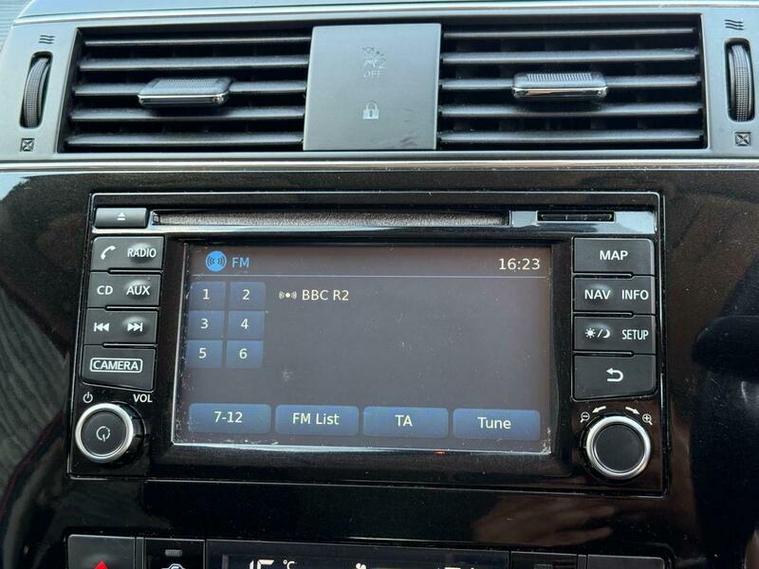 2
OFF
FM 16:23
1 2 BBC R2
3 4
5 6
7-12 FM List TA Tune
RADIO
CD AUX
CAMERA
VOL
MAP
NAV INFO
SETUP
°C